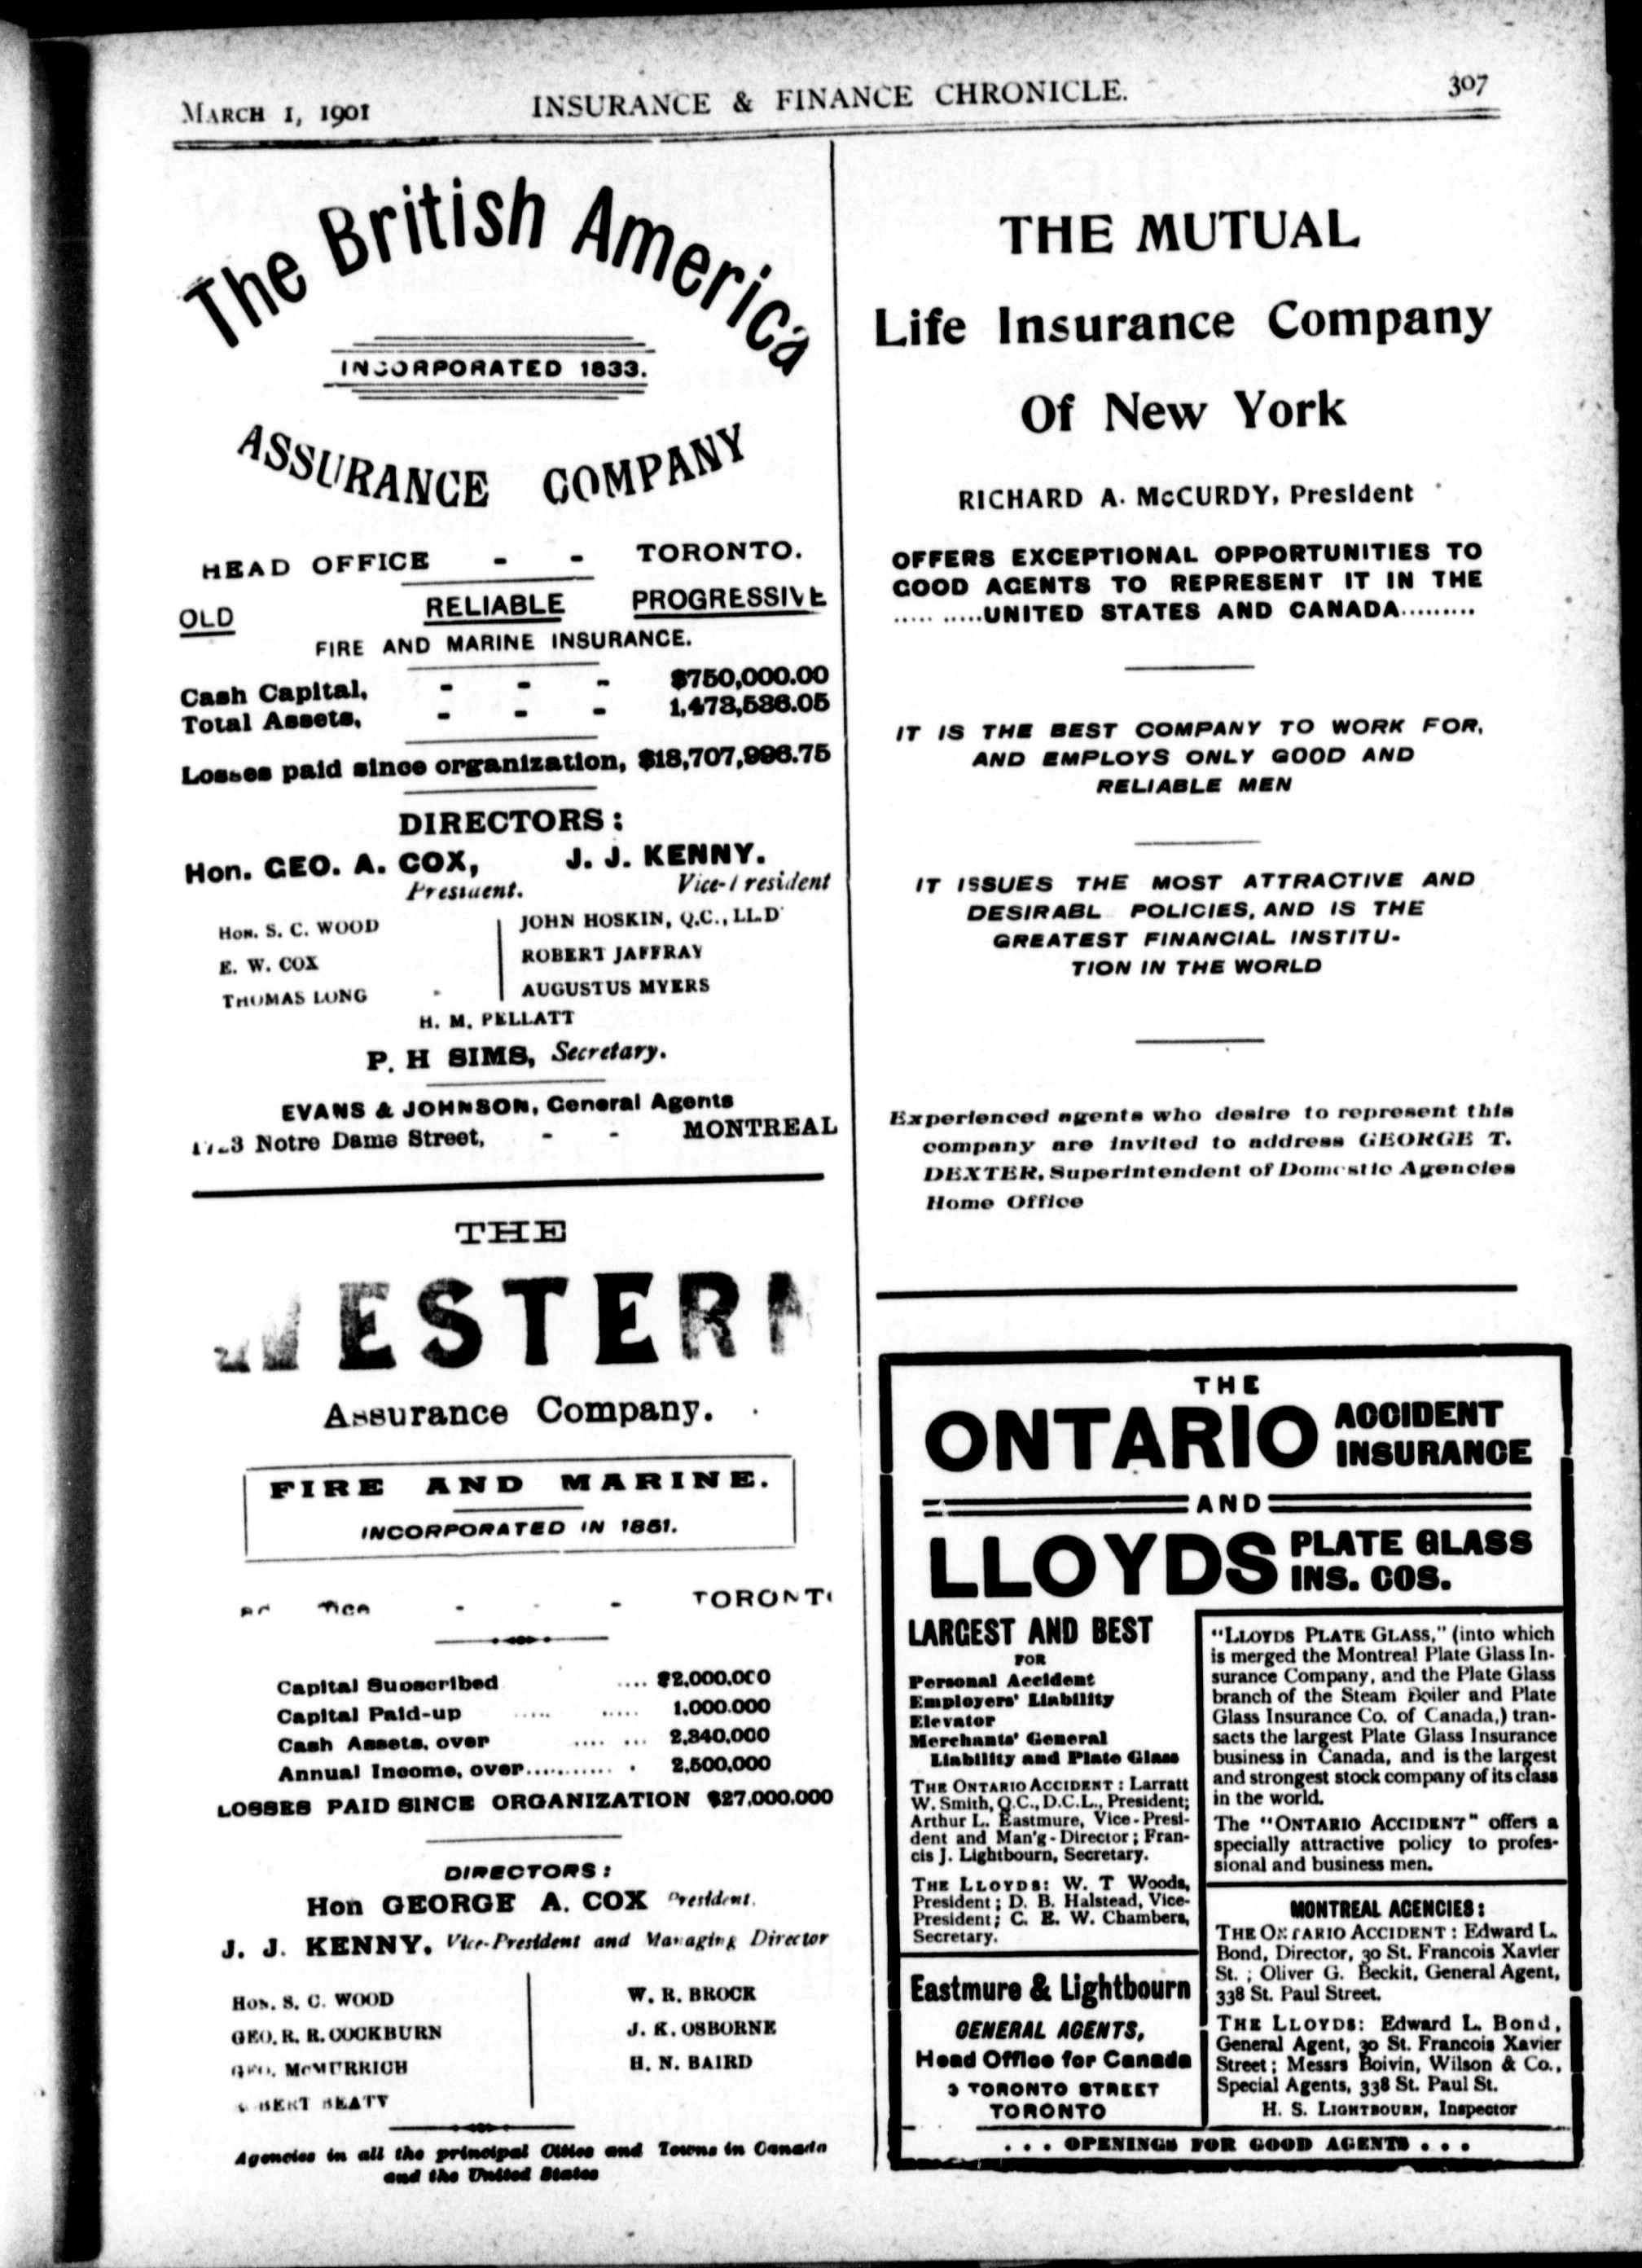 MARCH 1, 1901
INSURANCE & FINANCE CHRONICLE.
307
The British America
INCORPORATED 1833.
ASSURANCE COMPANY
HEAD OFFICE - - TORONTO.
OLD RELIABLE PROGRESSIVE
FIRE AND MARINE INSURANCE.
Cash Capital, - - - $750,000.00
Total Assets, - - - 1,473,536.05
Losses paid since organization, $18,707,996.75
DIRECTORS:
Hon. GEO. A. COX, J. J. KENNY.
President. Vice-President
HON. S. C. WOOD
E. W. COX
THOMAS LONG
JOHN HOSKIN, Q.C., LL.D
ROBERT JAFFRAY
AUGUSTUS MYERS
H. M. PELLATT
P. H SIMS, Secretary.
EVANS & JOHNSON, General Agents
Notre Dame Street, - - MONTREAL
THE
WESTERN
Assurance Company.
FIRE AND MARINE.
INCORPORATED IN 1851.
- - - TORONTO
Capital Subscribed .... $2,000.000
Capital Paid-up ..... ..... 1,000.000
Cash Assets, over .... ... 2,340,000
Annual Income, over........... . 2,500,000
LOSSES PAID SINCE ORGANIZATION $27,000.000
DIRECTORS:
Hon GEORGE A. COX President.
J. J. KENNY, Vice-President and Managing Director
HON. S. C. WOOD
GEO. R. R. COCKBURN
GEO. McMURRICH
BEATY
W. R. BROCK
J. K. OSBORNE
H. N. BAIRD
Agencies in all the principal Cities and Towns in Canada
and the United States
THE MUTUAL
Life Insurance Company
Of New York
RICHARD A. McCURDY, President
OFFERS EXCEPTIONAL OPPORTUNITIES TO
GOOD AGENTS TO REPRESENT IT IN THE
..... .....UNITED STATES AND CANADA.........
IT IS THE BEST COMPANY TO WORK FOR,
AND EMPLOYS ONLY GOOD AND
RELIABLE MEN
IT ISSUES THE MOST ATTRACTIVE AND
DESIRABL POLICIES, AND IS THE
GREATEST FINANCIAL INSTITU-
TION IN THE WORLD
Experienced agents who desire to represent this
company are invited to address GEORGE T.
DEXTER, Superintendent of Domestic Agencies
Home Office
THE
ONTARIO ACCIDENT
INSURANCE
AND
LLOYDS PLATE GLASS
INS. COS.
LARGEST AND BEST
FOR
Personal Accident
Employers' Liability
Elevator
Merchants' General
Liability and Plate Glass
THE ONTARIO ACCIDENT: Larratt
W. Smith, Q.C., D.C.L., President;
Arthur L. Eastmure, Vice-Presi-
dent and Man'g-Director; Fran-
cis J. Lightbourn, Secretary.
THE LLOYDS: W. T Woods,
President; D. B. Halstead, Vice-
President; C. E. W. Chambers,
Secretary.
Eastmure & Lightbourn
GENERAL AGENTS,
Head Office for Canada
3 TORONTO STREET
TORONTO
"LLOYDS PLATE GLASS," (into which
is merged the Montreal Plate Glass In-
surance Company, and the Plate Glass
branch of the Steam Boiler and Plate
Glass Insurance Co. of Canada,) tran-
sacts the largest Plate Glass Insurance
business in Canada, and is the largest
and strongest stock company of its class
in the world.
The "ONTARIO ACCIDENT" offers a
specially attractive policy to profes-
sional and business men.
MONTREAL AGENCIES:
THE ONTARIO ACCIDENT: Edward L.
Bond, Director, 30 St. Francois Xavier
St.; Oliver G. Beckit, General Agent,
338 St. Paul Street.
THE LLOYDS: Edward L. Bond,
General Agent, 30 St. Francois Xavier
Street; Messrs Boivin, Wilson & Co.,
Special Agents, 338 St. Paul St.
H. S. LIGHTBOURN, Inspector
... OPENINGS FOR GOOD AGENTS ...